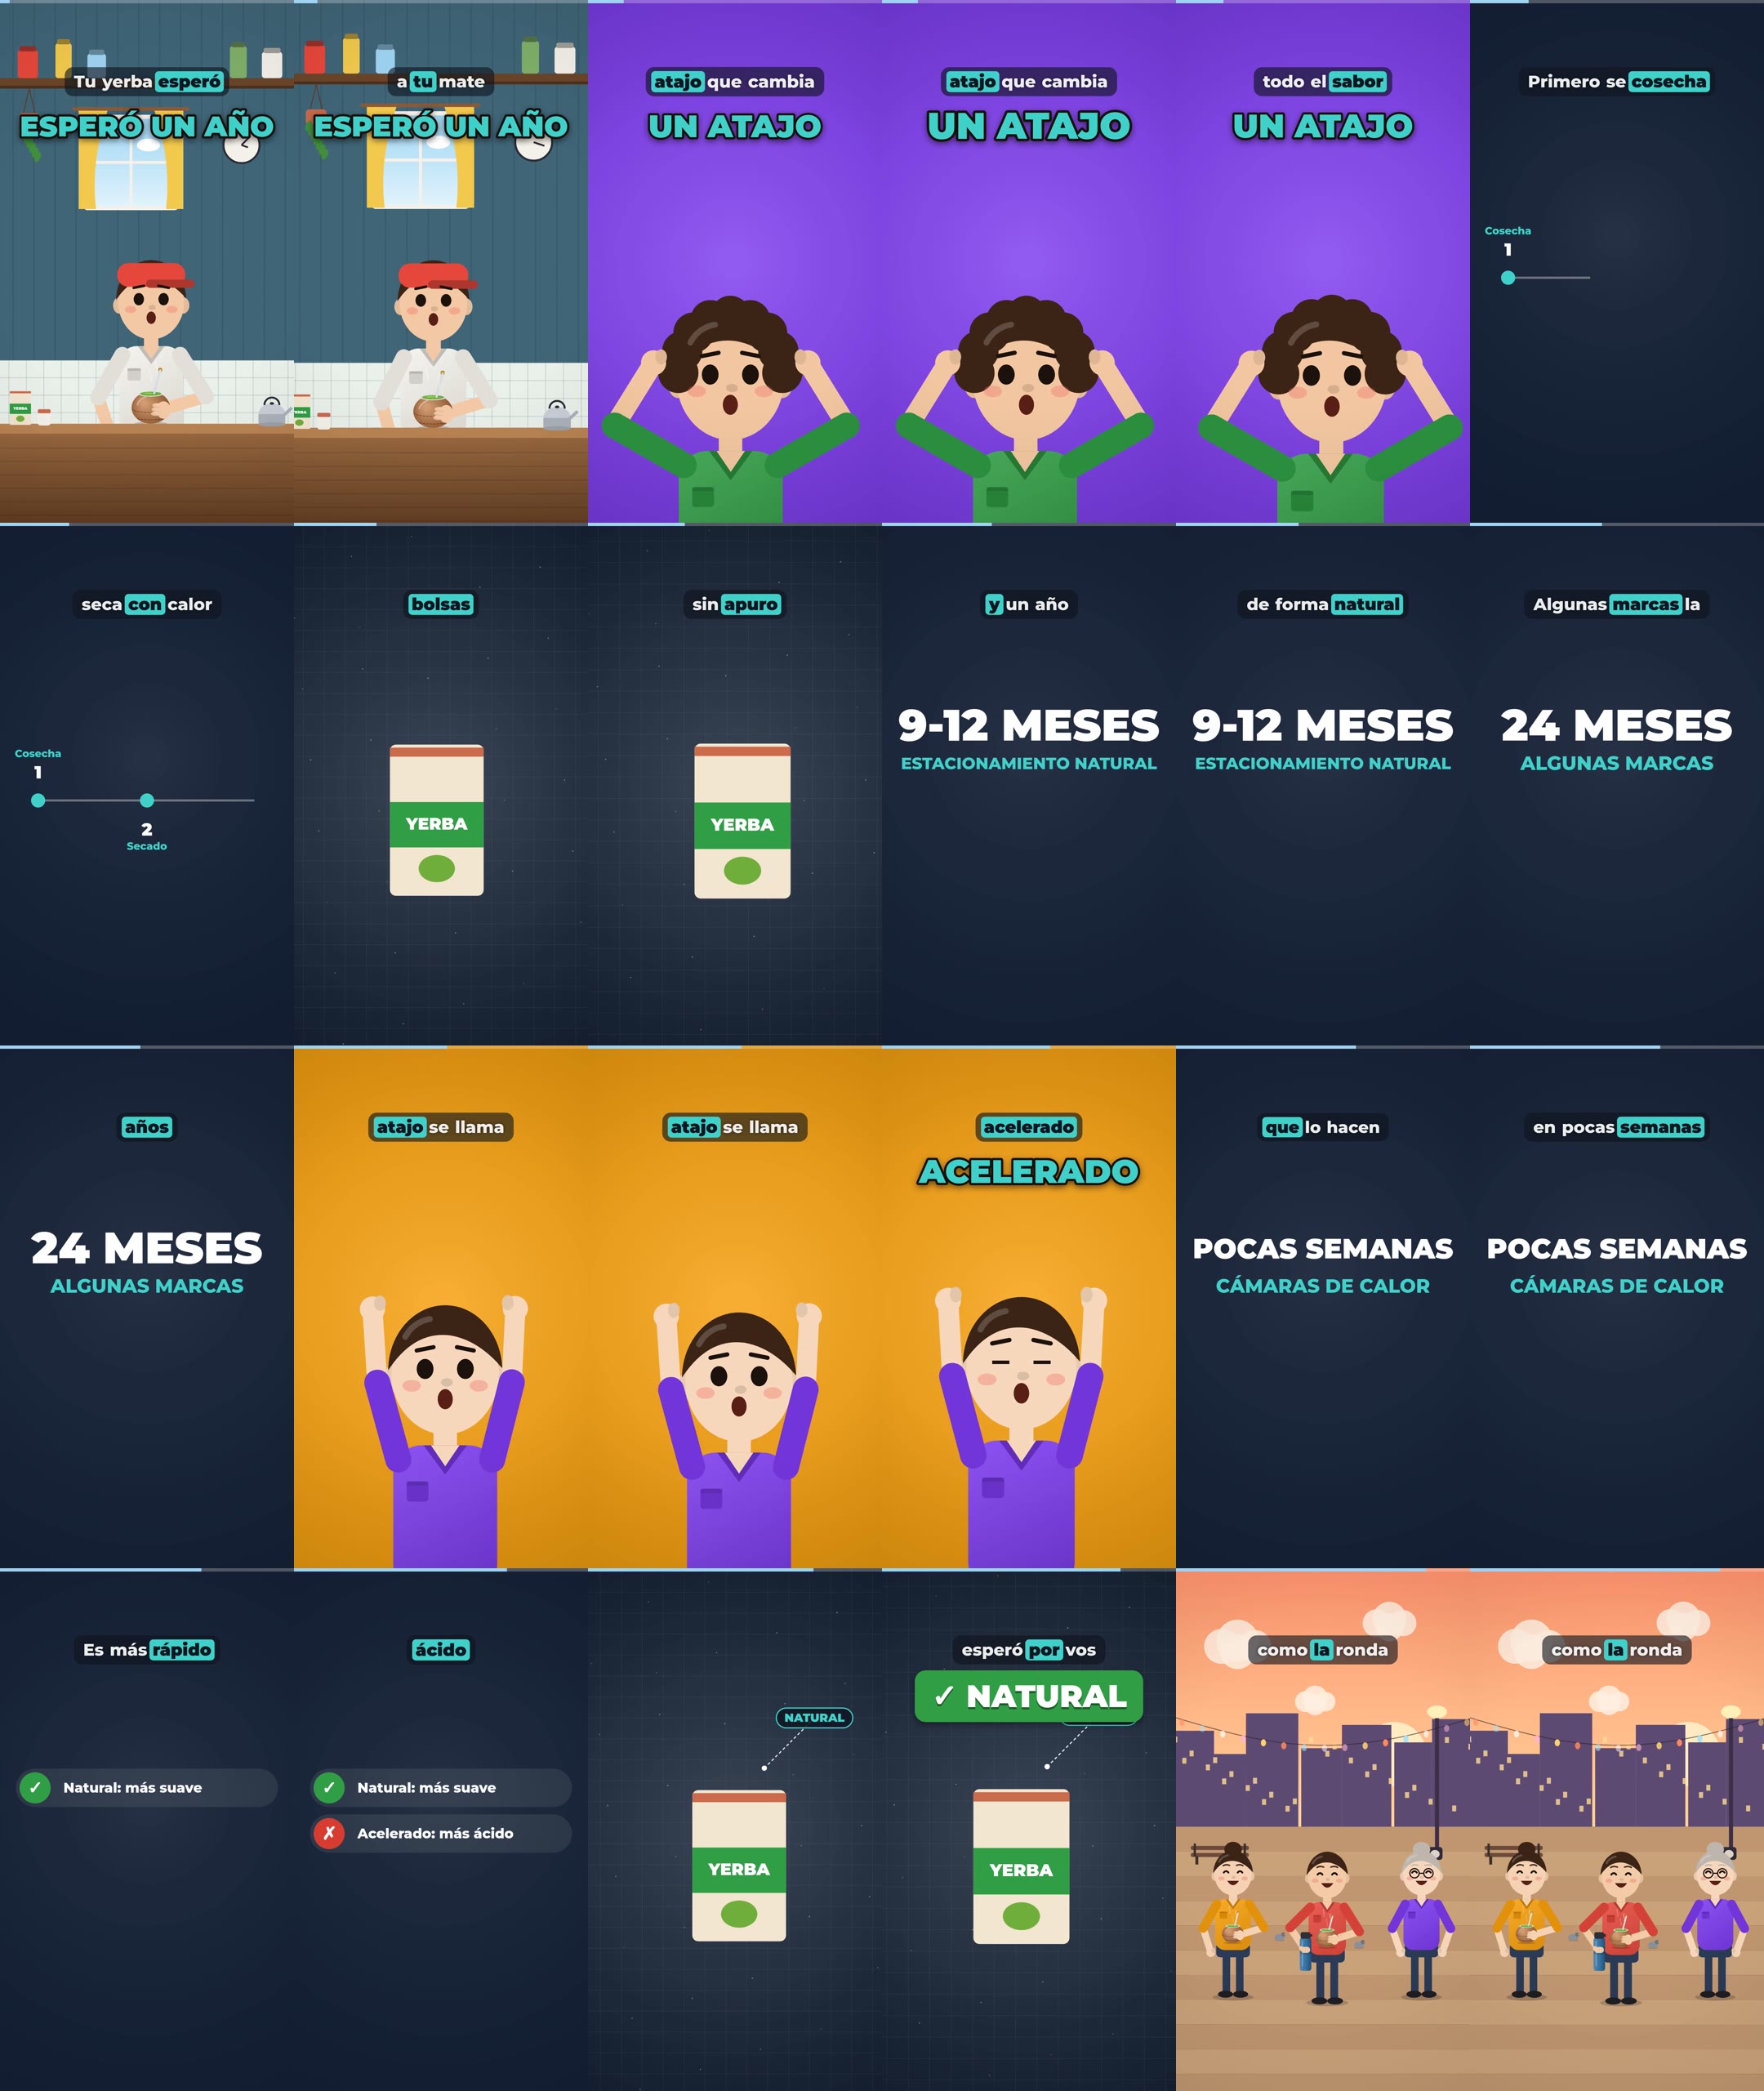 Tu yerba esperó
ESPERÓ UN AÑO
YERBA
a tu mate
ESPERÓ UN AÑO
YERBA
atajo que cambia
UN ATAJO
atajo que cambia
UN ATAJO
todo el sabor
UN ATAJO
Primero se cosecha
Cosecha
1
seca con calor
Cosecha
1
2
Secado
bolsas
YERBA
sin apuro
YERBA
y un año
9-12 MESES
ESTACIONAMIENTO NATURAL
de forma natural
9-12 MESES
ESTACIONAMIENTO NATURAL
Algunas marcas la
24 MESES
ALGUNAS MARCAS
años
24 MESES
ALGUNAS MARCAS
atajo se llama
atajo se llama
acelerado
ACELERADO
que lo hacen
POCAS SEMANAS
CÁMARAS DE CALOR
en pocas semanas
POCAS SEMANAS
CÁMARAS DE CALOR
Es más rápido
✓ Natural: más suave
ácido
✓ Natural: más suave
✗ Acelerado: más ácido
NATURAL
YERBA
esperó por vos
✓ NATURAL
YERBA
como la ronda
como la ronda